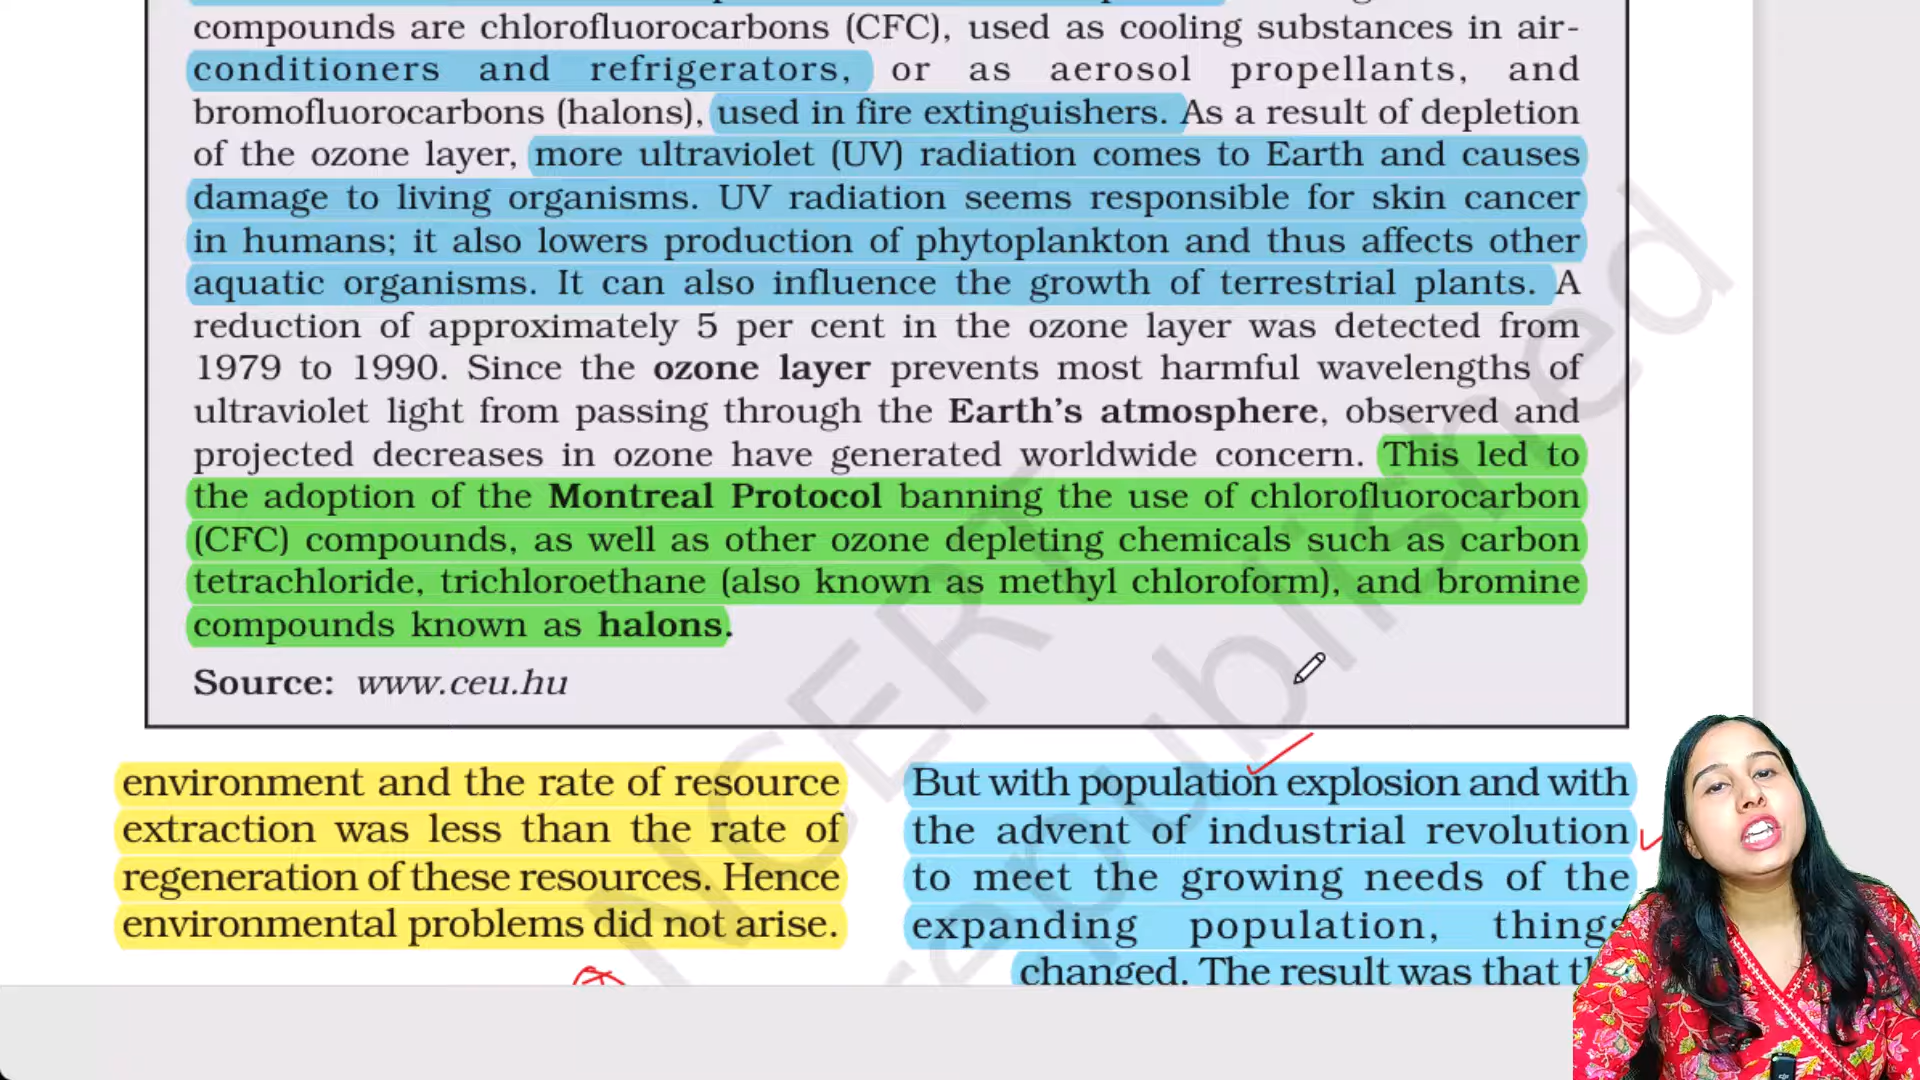 compounds are chlorofluorocarbons (CFC), used as cooling substances in air-
conditioners and refrigerators, or as aerosol propellants, and
bromofluorocarbons (halons), used in fire extinguishers. As a result of depletion
of the ozone layer, more ultraviolet (UV) radiation comes to Earth and causes
damage to living organisms. UV radiation seems responsible for skin cancer
in humans; it also lowers production of phytoplankton and thus affects other
aquatic organisms. It can also influence the growth of terrestrial plants. A
reduction of approximately 5 per cent in the ozone layer was detected from
1979 to 1990. Since the ozone layer prevents most harmful wavelengths of
ultraviolet light from passing through the Earth's atmosphere, observed and
projected decreases in ozone have generated worldwide concern. This led to
the adoption of the Montreal Protocol banning the use of chlorofluorocarbon
(CFC) compounds, as well as other ozone depleting chemicals such as carbon
tetrachloride, trichloroethane (also known as methyl chloroform), and bromine
compounds known as halons.
Source: www.ceu.hu
environment and the rate of resource
extraction was less than the rate of
regeneration of these resources. Hence
environmental problems did not arise.
But with population explosion and with
the advent of industrial revolution
to meet the growing needs of the
expanding population, things
changed. The result was that
NCERT
republished